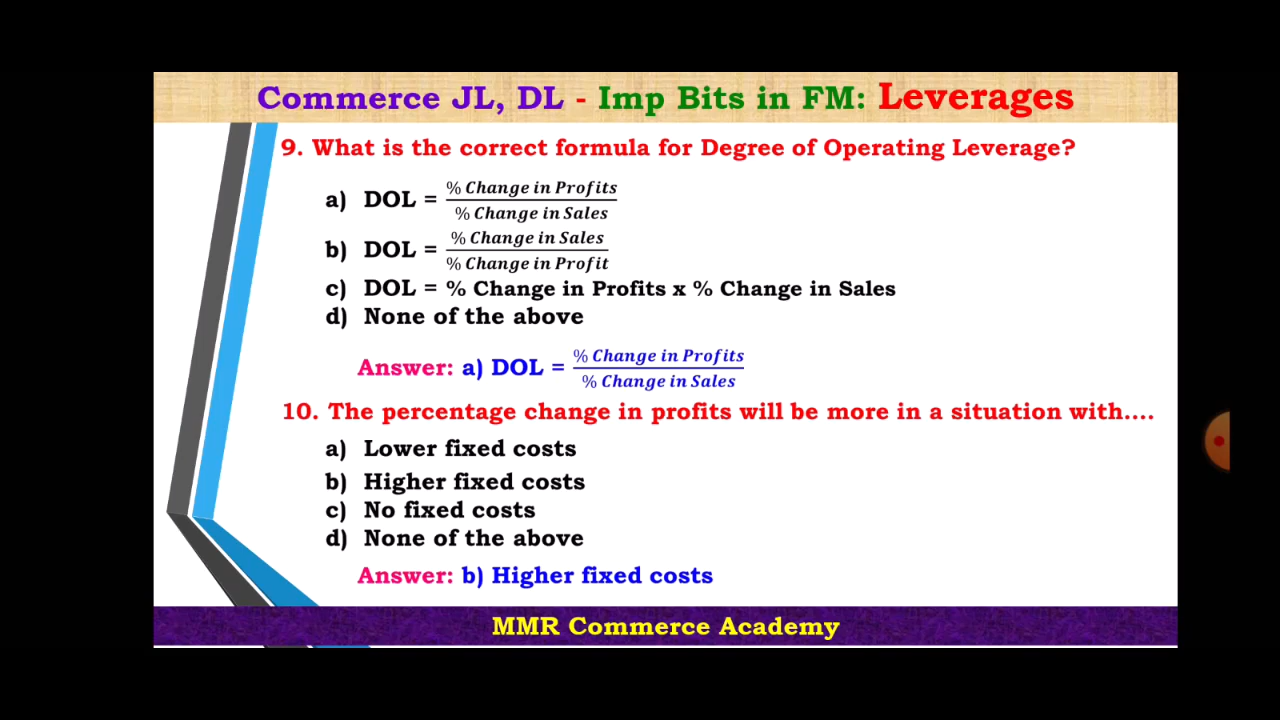 Commerce JL, DL - Imp Bits in FM: Leverages
9. What is the correct formula for Degree of Operating Leverage?
a) DOL = % Change in Profits / % Change in Sales
b) DOL = % Change in Sales / % Change in Profit
c) DOL = % Change in Profits x % Change in Sales
d) None of the above
Answer: a) DOL = % Change in Profits / % Change in Sales
10. The percentage change in profits will be more in a situation with....
a) Lower fixed costs
b) Higher fixed costs
c) No fixed costs
d) None of the above
Answer: b) Higher fixed costs
MMR Commerce Academy